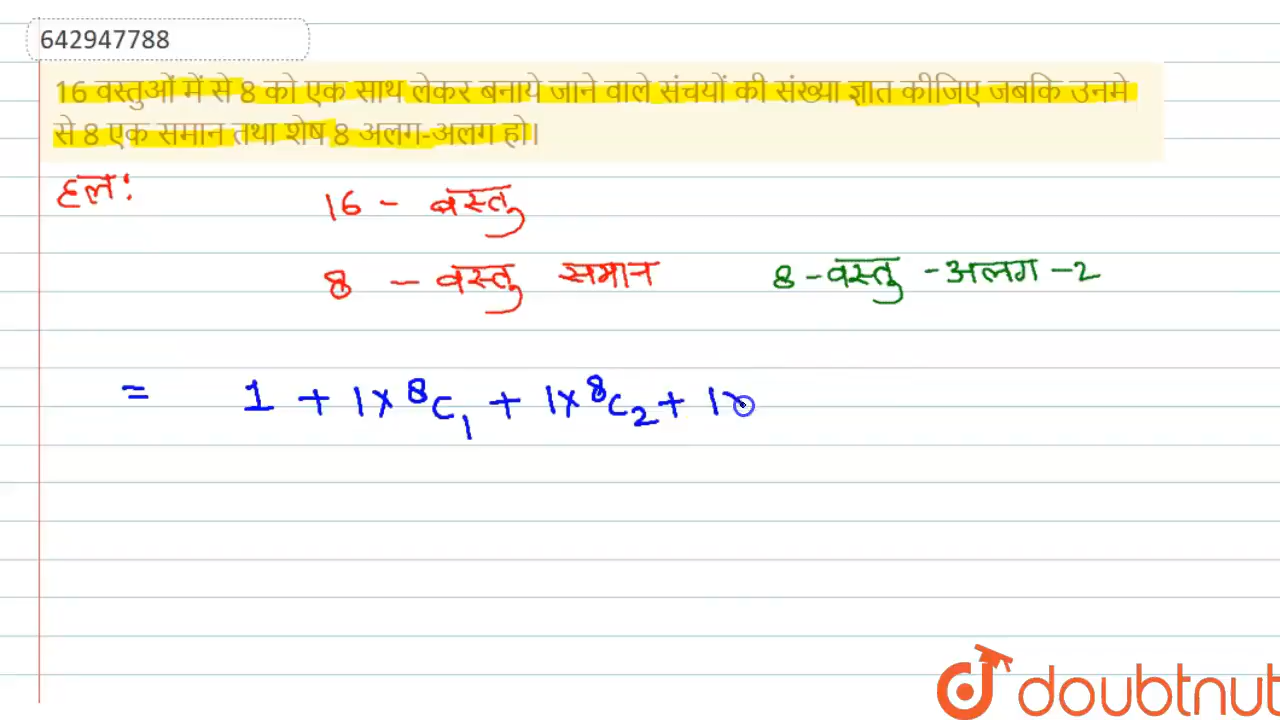 642947788
16 वस्तुओं में से 8 को एक साथ लेकर बनाये जाने वाले संचयों की संख्या ज्ञात कीजिए जबकि उनमे
से 8 एक समान तथा शेष 8 अलग-अलग हो।
हल:
16 - वस्तु
8 - वस्तु समान 8 - वस्तु - अलग - 2
= 1 + 1 × ⁸C₁ + 1 × ⁸C₂ + 1 ×
doubtnut